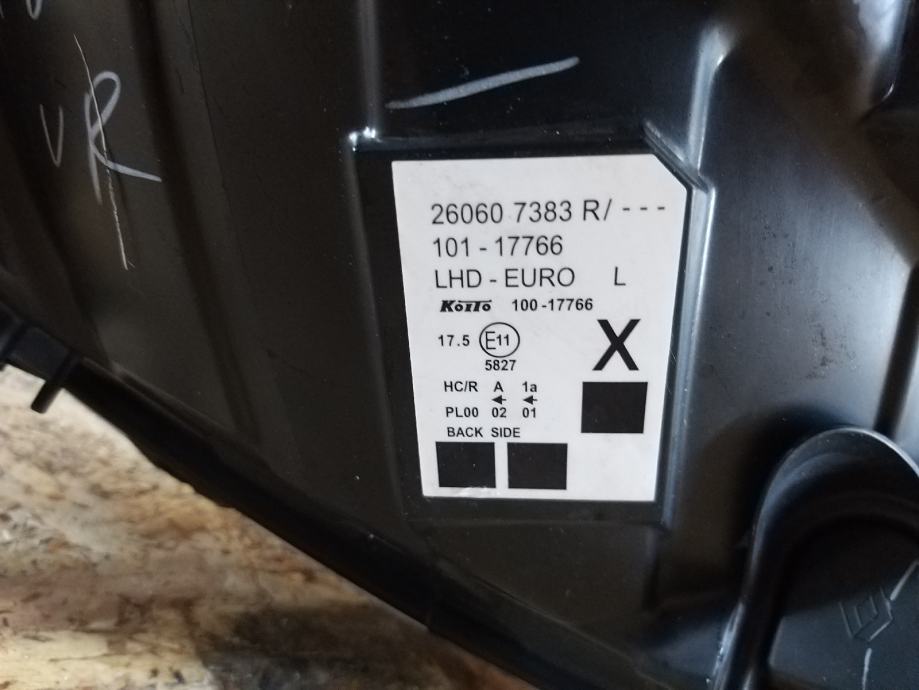 VR
26060 7383 R/ - - -
101 - 17766
LHD - EURO L
KOITO 100 -17766
17.5 E11 X
5827
HC/R A 1a
PL00 02 01
BACK SIDE